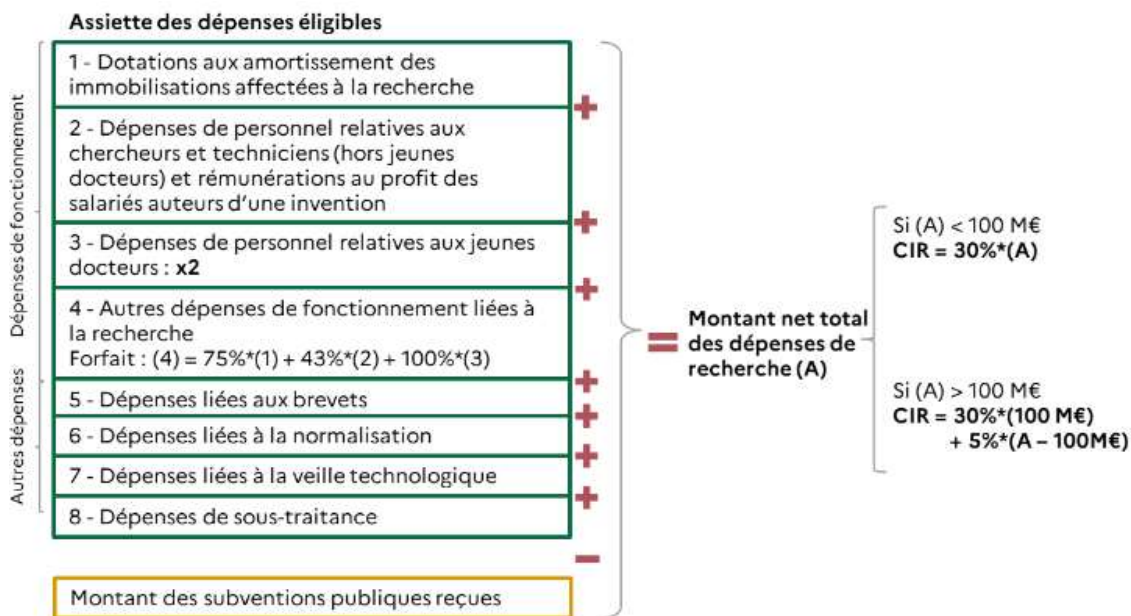 Assiette des dépenses éligibles
Dépenses de fonctionnement
1 - Dotations aux amortissement des
immobilisations affectées à la recherche
2 - Dépenses de personnel relatives aux
chercheurs et techniciens (hors jeunes
docteurs) et rémunérations au profit des
salariés auteurs d'une invention
3 - Dépenses de personnel relatives aux jeunes
docteurs : x2
4 - Autres dépenses de fonctionnement liées à
la recherche
Forfait : (4) = 75%*(1) + 43%*(2) + 100%*(3)
Autres dépenses
5 - Dépenses liées aux brevets
6 - Dépenses liées à la normalisation
7 - Dépenses liées à la veille technologique
8 - Dépenses de sous-traitance
Montant des subventions publiques reçues
Montant net total
des dépenses de
recherche (A)
Si (A) < 100 M€
CIR = 30%*(A)
Si (A) > 100 M€
CIR = 30%*(100 M€)
+ 5%*(A – 100M€)